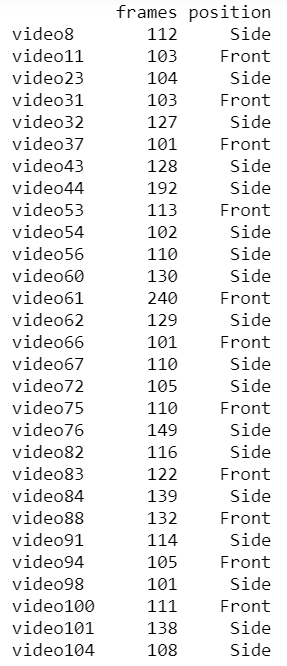 frames position
video8 112 Side
video11 103 Front
video23 104 Side
video31 103 Front
video32 127 Side
video37 101 Front
video43 128 Side
video44 192 Side
video53 113 Front
video54 102 Side
video56 110 Side
video60 130 Side
video61 240 Front
video62 129 Side
video66 101 Front
video67 110 Side
video72 105 Side
video75 110 Front
video76 149 Side
video82 116 Side
video83 122 Front
video84 139 Side
video88 132 Front
video91 114 Side
video94 105 Front
video98 101 Side
video100 111 Front
video101 138 Side
video104 108 Side